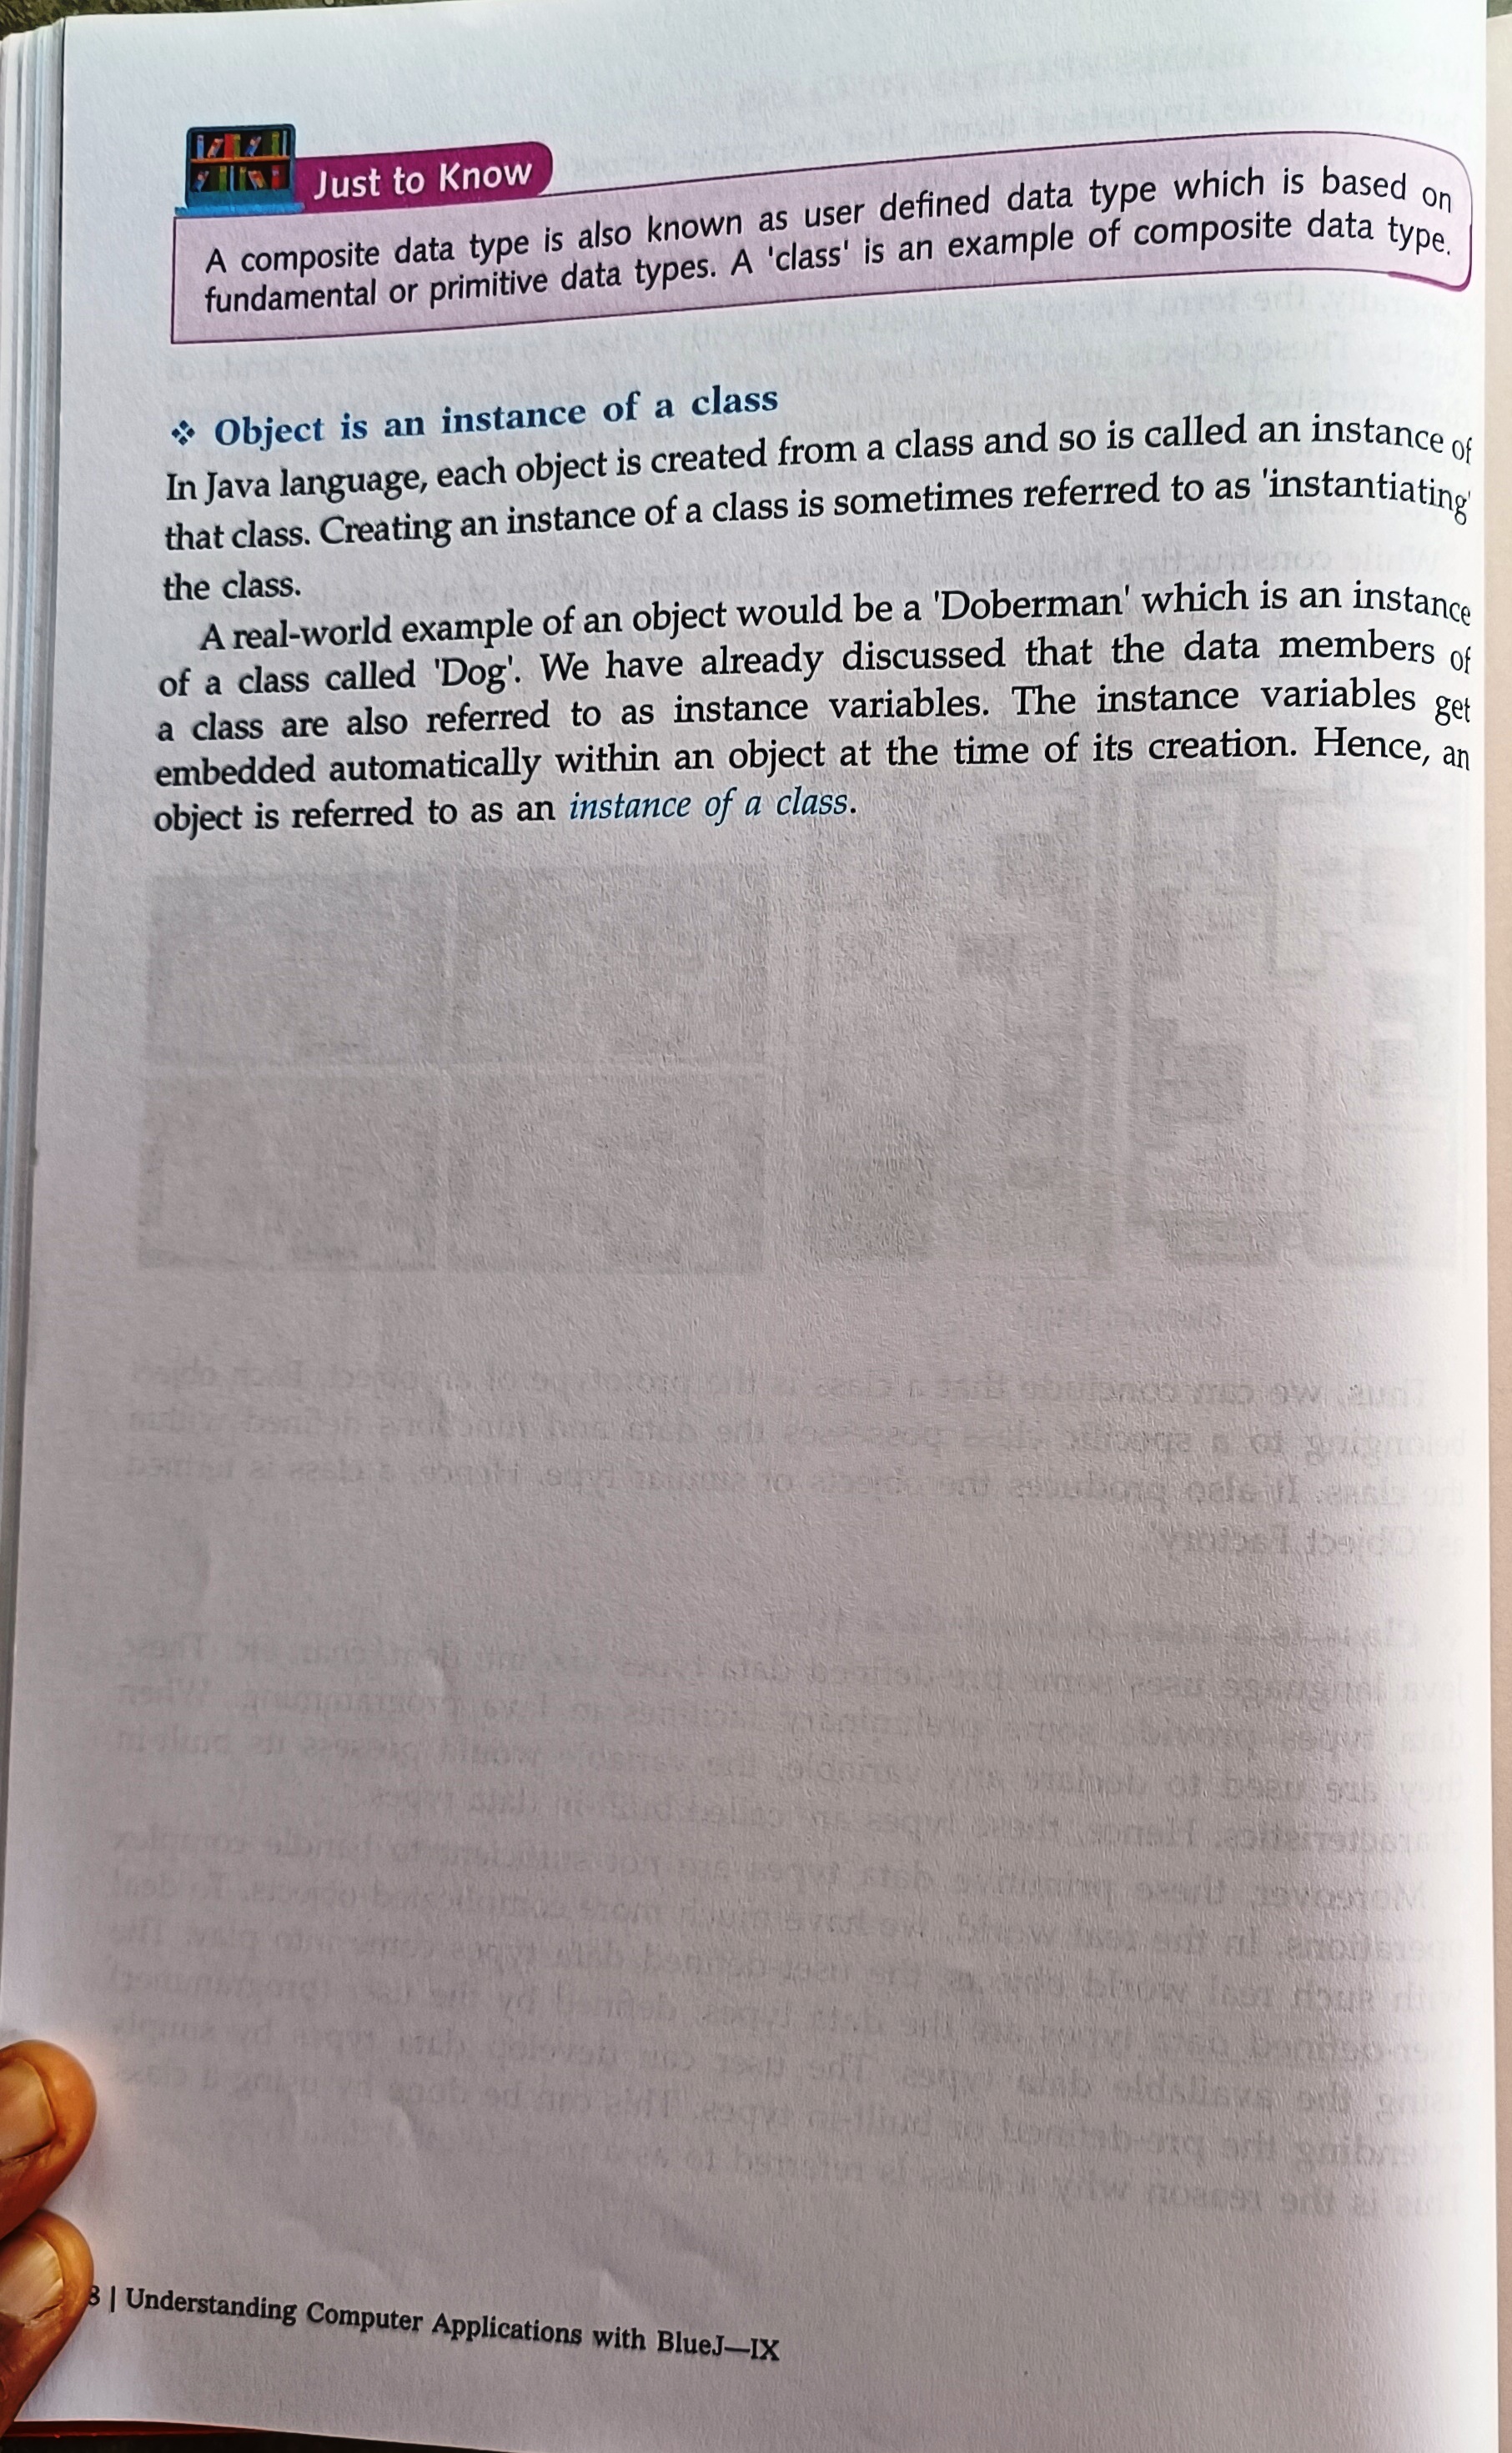 Just to Know
A composite data type is also known as user defined data type which is based on
fundamental or primitive data types. A 'class' is an example of composite data type.
❖ Object is an instance of a class
In Java language, each object is created from a class and so is called an instance of
that class. Creating an instance of a class is sometimes referred to as 'instantiating'
the class.
A real-world example of an object would be a 'Doberman' which is an instance
of a class called 'Dog'. We have already discussed that the data members of
a class are also referred to as instance variables. The instance variables get
embedded automatically within an object at the time of its creation. Hence, an
object is referred to as an instance of a class.
8 | Understanding Computer Applications with BlueJ—IX